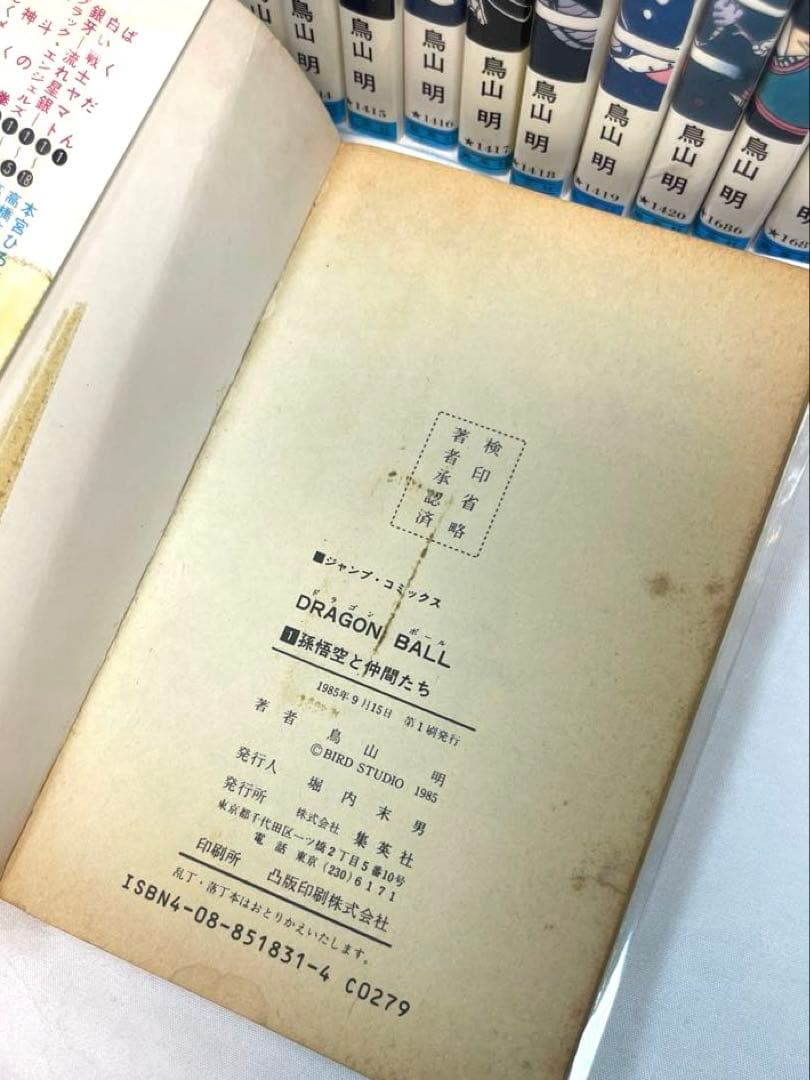 鳥山明
★1415
鳥山明
★1416
鳥山明
★1417
鳥山明
★1418
鳥山明
★1419
鳥山明
★1420
鳥山明
★1686
検印省略
著者承認済
■ジャンプ・コミックス
ドラゴン ボール
DRAGON BALL
1 孫悟空と仲間たち
1985年9月15日 第1刷発行
著者 鳥山明
©BIRD STUDIO 1985
発行人 堀内末男
発行所 株式会社 集英社
東京都千代田区一ツ橋2丁目5番10号
電話 東京(230)6171
印刷所 凸版印刷株式会社
乱丁・落丁本はおとりかえいたします。
ISBN4-08-851831-4 C0279